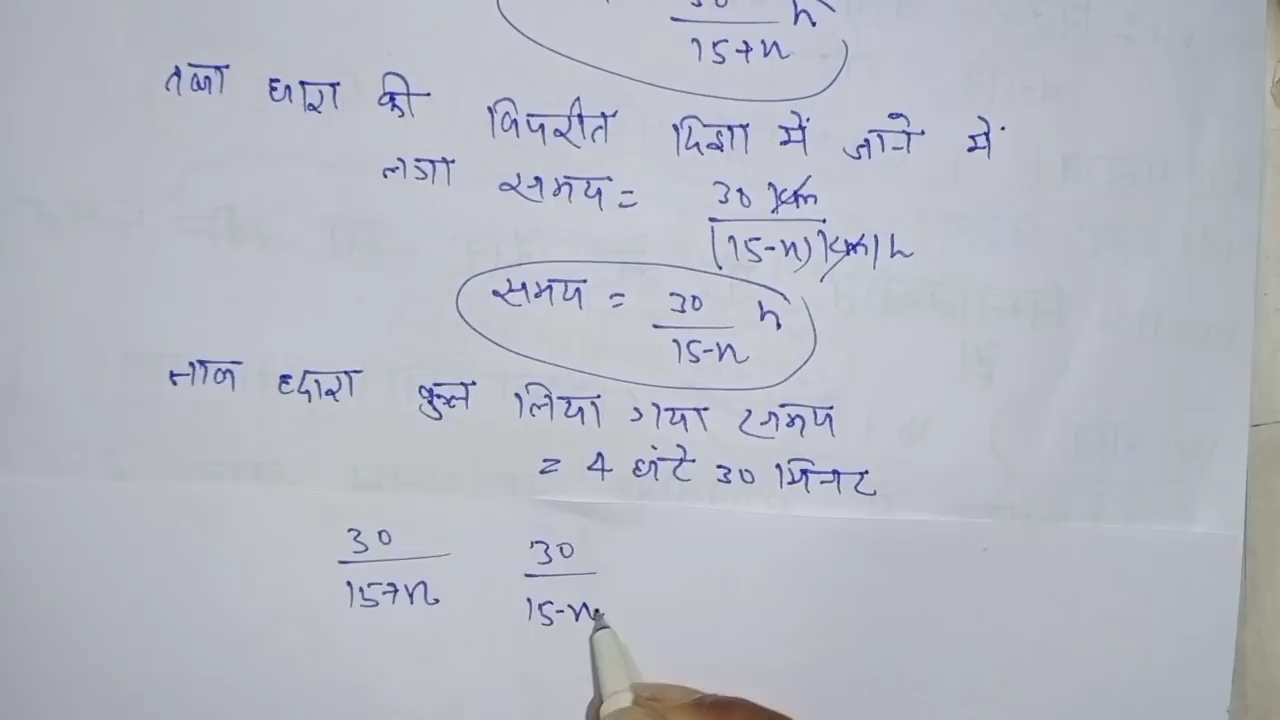 30 h
15+x
तथा धारा की विपरीत दिशा में जाने में
लगा समय = 30 km
(15-x) km/h
समय = 30 h
15-x
नाव द्वारा कुल लिया गया समय
= 4 घंटे 30 मिनट
30 30
15+x 15-x